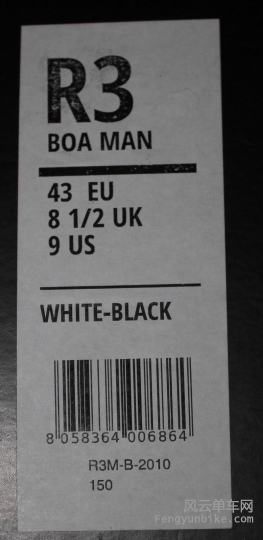 R3
BOA MAN
43 EU
8 1/2 UK
9 US
WHITE-BLACK
8 058364 006864
R3M-B-2010
150
风云单车网
Fengyunbike.com